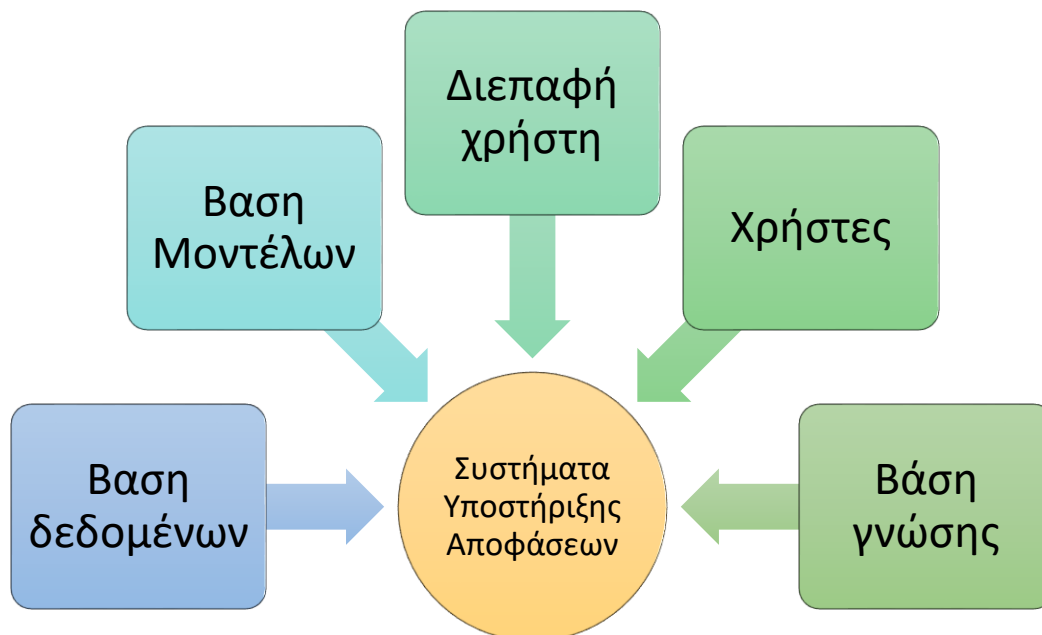 Διεπαφή
χρήστη
Βαση
Μοντέλων
Χρήστες
Βαση
δεδομένων
Συστήματα
Υποστήριξης
Αποφάσεων
Βάση
γνώσης